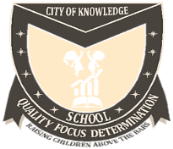 CITY OF KNOWLEDGE
SCHOOL
QUALITY FOCUS DETERMINATION
RAISING CHILDREN ABOVE THE BARS